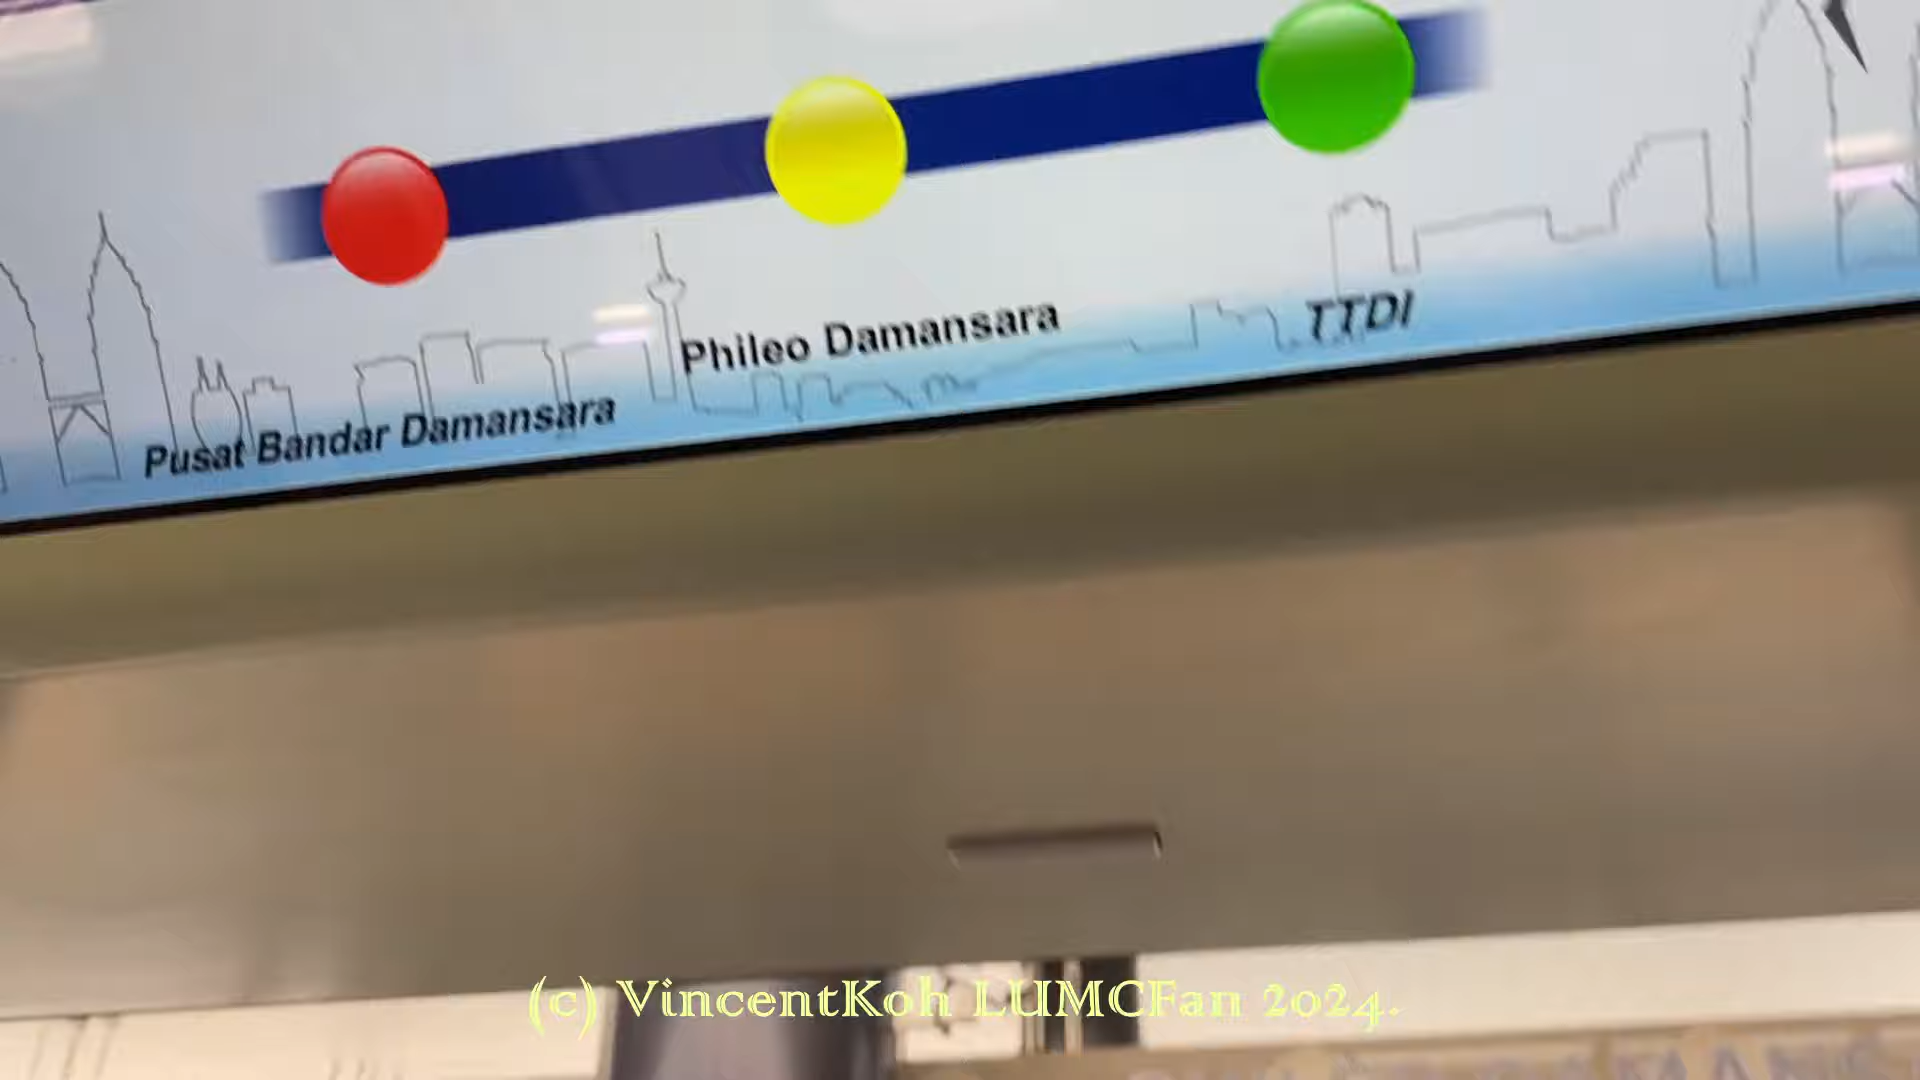 Pusat Bandar Damansara
Phileo Damansara
TTDI
(c) VincentKoh LUMCFan 2024.